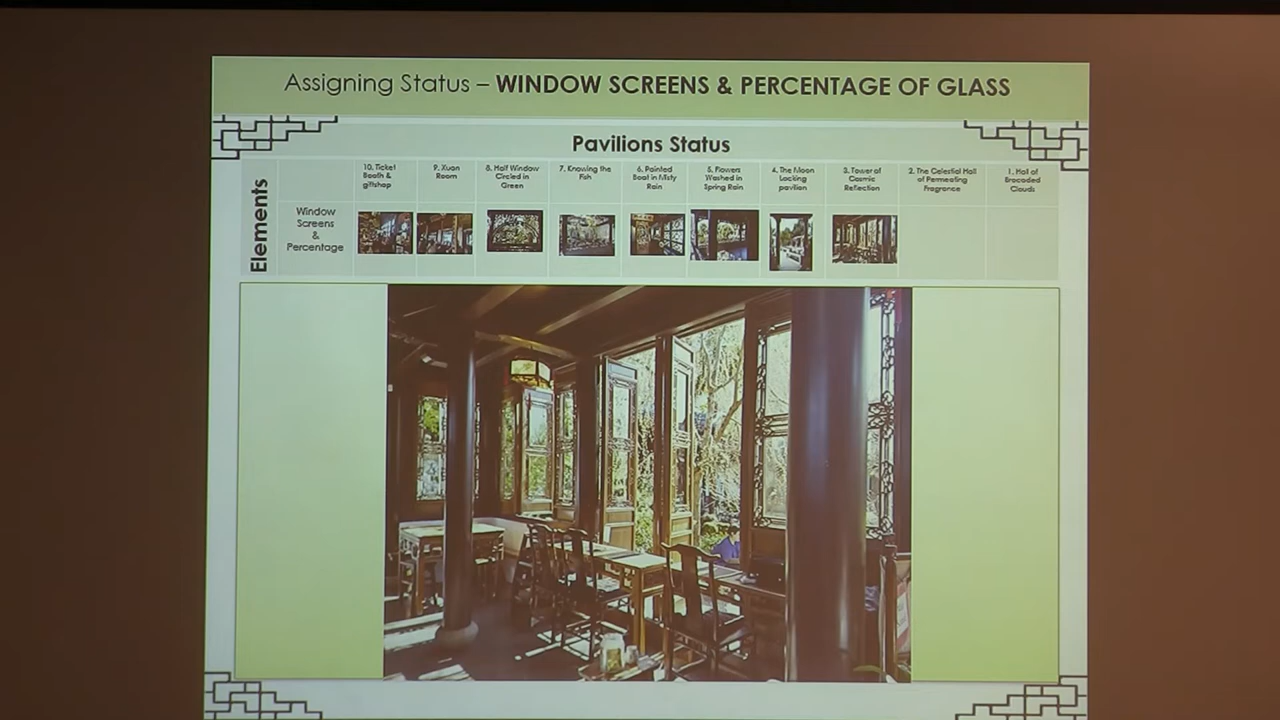 Assigning Status – WINDOW SCREENS & PERCENTAGE OF GLASS
Pavilions Status
Elements
10. Ticket
Booth &
giftshop
9. Xuan
Room
8. Half Window
Circled in
Green
7. Knowing the
Fish
6. Painted
Boat in Misty
Rain
5. Flowers
Washed in
Spring Rain
4. The Moon
Locking
pavilion
3. Tower of
Cosmic
Reflection
2. The Celestial Hall
of Permeating
Fragrance
1. Hall of
Brocaded
Clouds
Window
Screens
&
Percentage